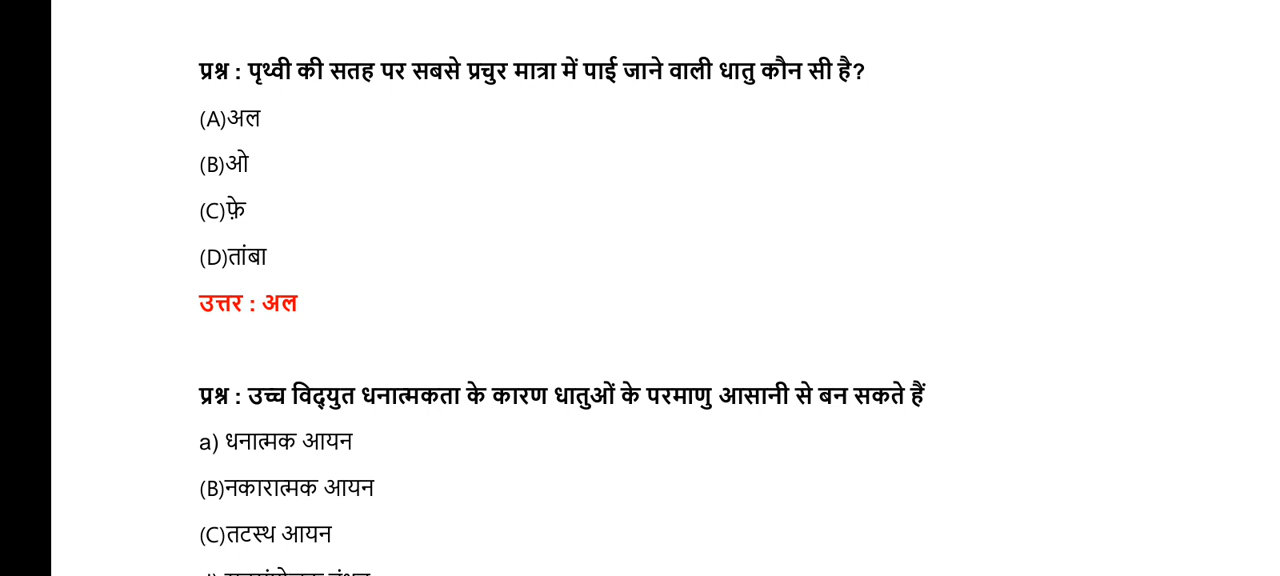 प्रश्न : पृथ्वी की सतह पर सबसे प्रचुर मात्रा में पाई जाने वाली धातु कौन सी है?
(A)अल
(B)ओ
(C)फ़े
(D)तांबा
उत्तर : अल
प्रश्न : उच्च विद्युत धनात्मकता के कारण धातुओं के परमाणु आसानी से बन सकते हैं
a) धनात्मक आयन
(B)नकारात्मक आयन
(C)तटस्थ आयन